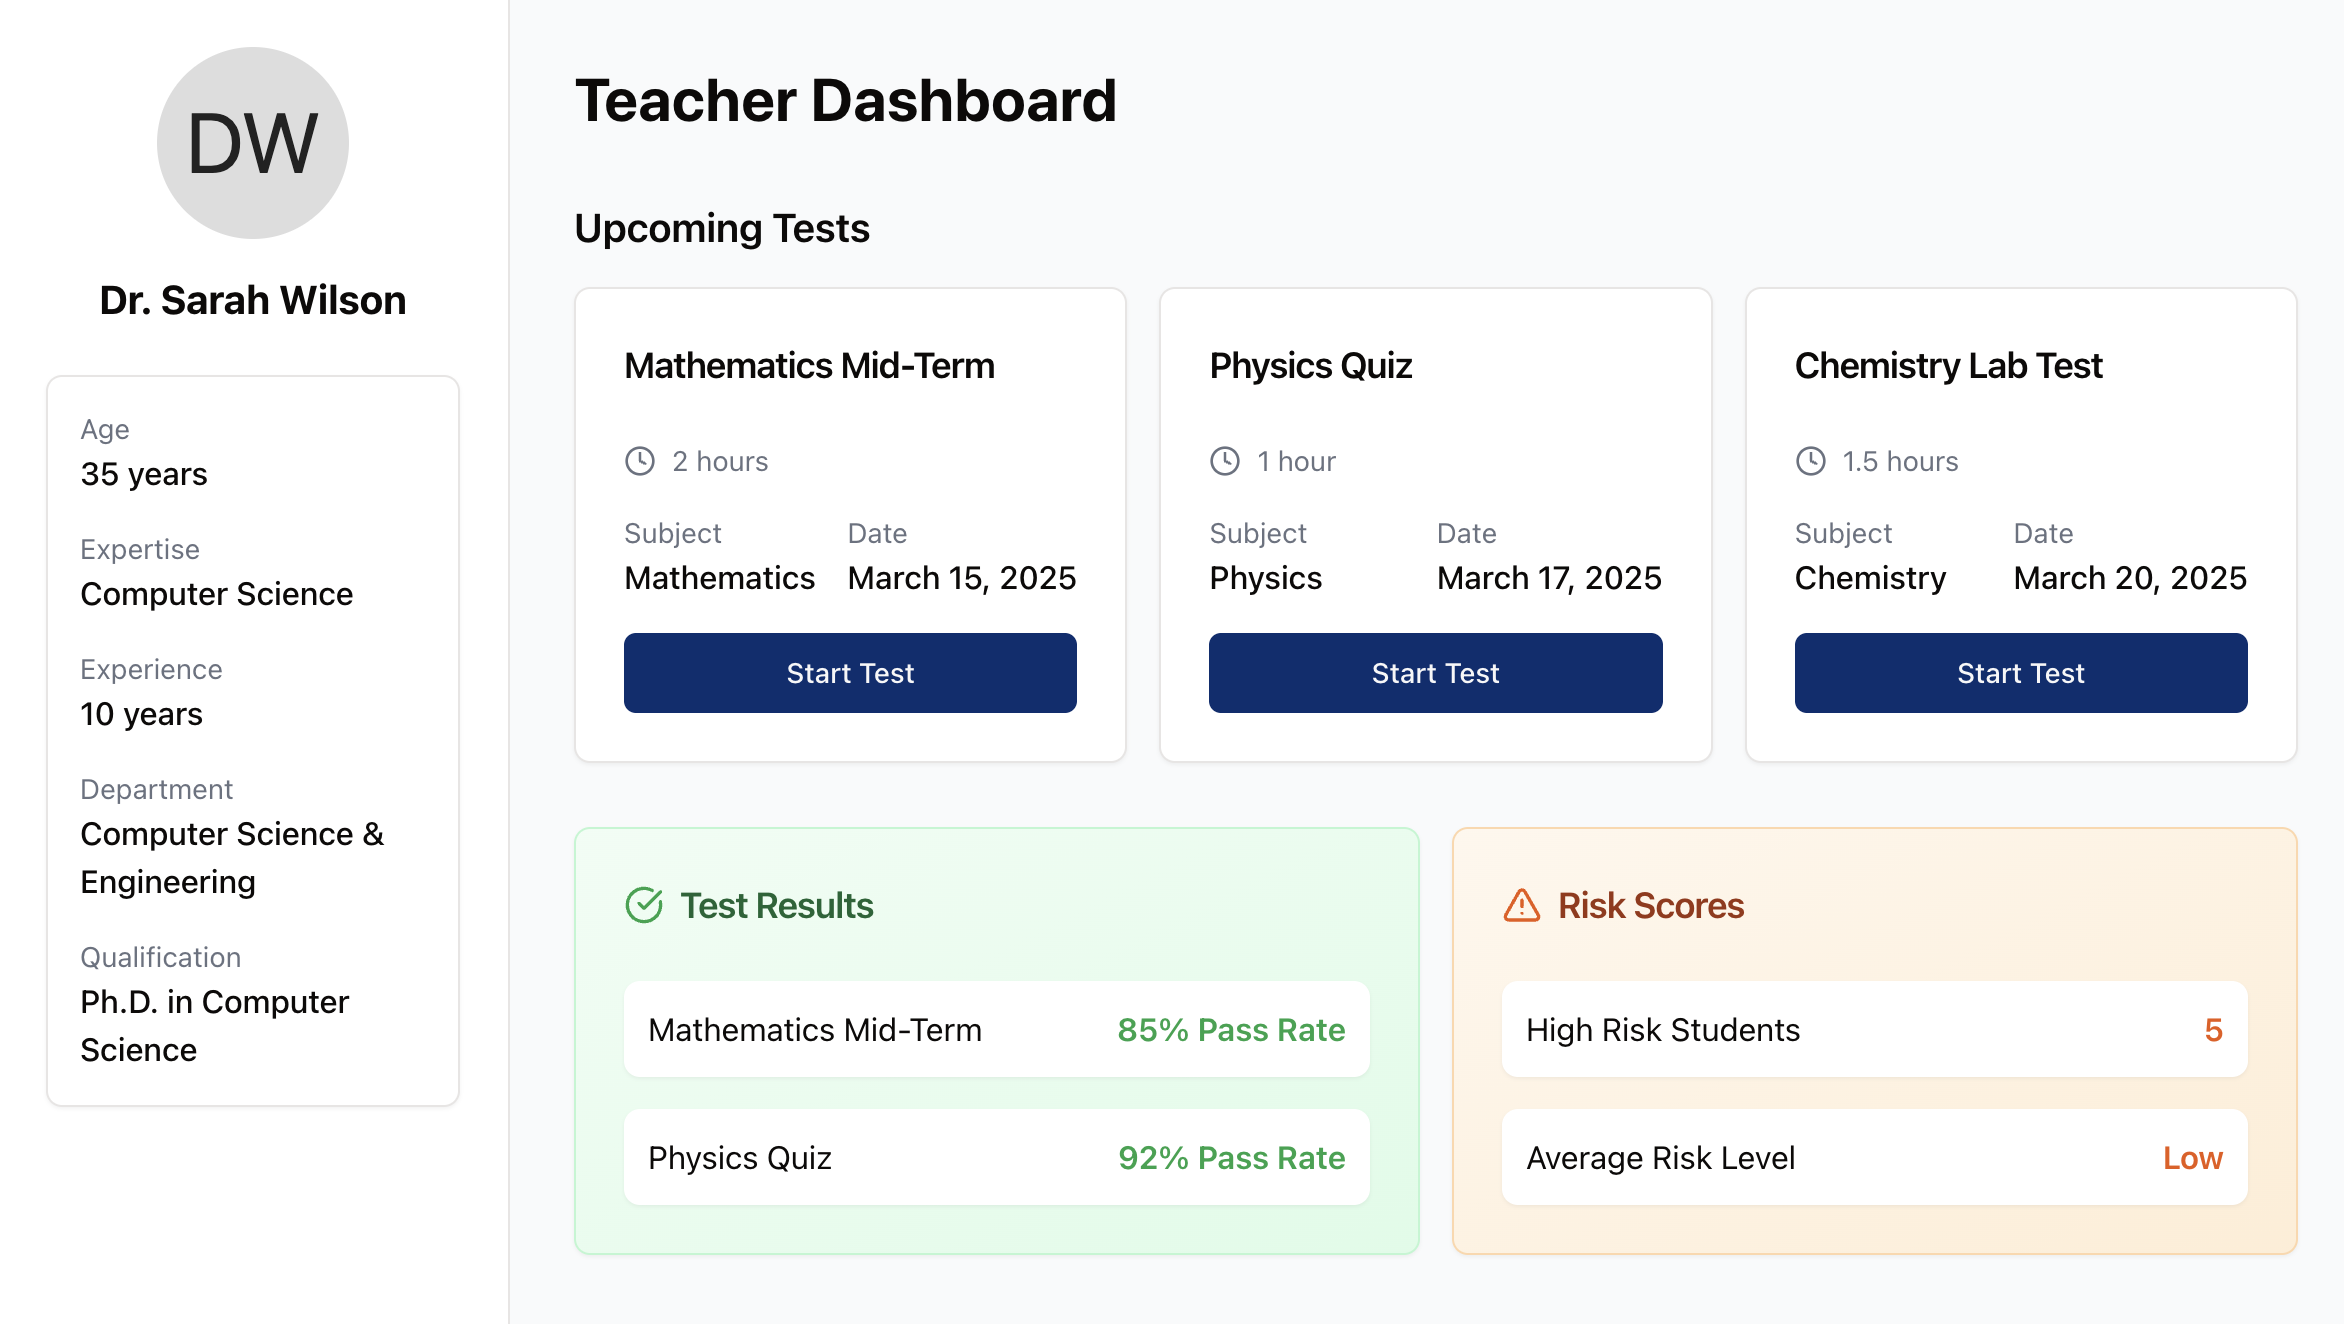 DW
Dr. Sarah Wilson
Age
35 years
Expertise
Computer Science
Experience
10 years
Department
Computer Science &
Engineering
Qualification
Ph.D. in Computer
Science
Teacher Dashboard
Upcoming Tests
Mathematics Mid-Term
2 hours
Subject
Mathematics
Date
March 15, 2025
Start Test
Physics Quiz
1 hour
Subject
Physics
Date
March 17, 2025
Start Test
Chemistry Lab Test
1.5 hours
Subject
Chemistry
Date
March 20, 2025
Start Test
Test Results
Mathematics Mid-Term 85% Pass Rate
Physics Quiz 92% Pass Rate
Risk Scores
High Risk Students 5
Average Risk Level Low